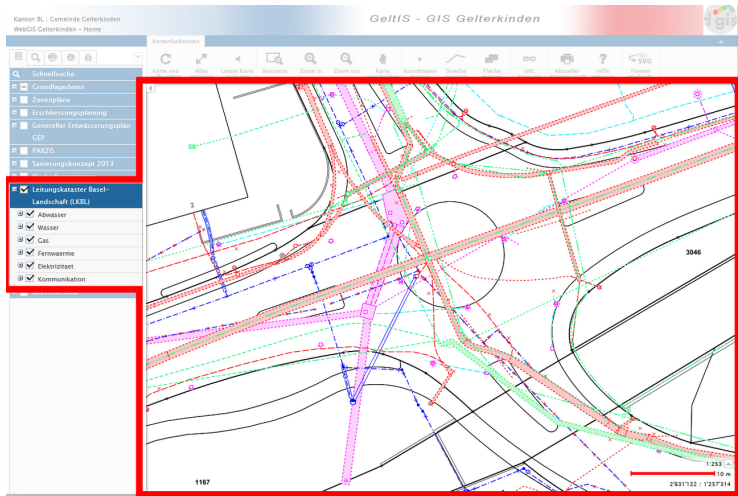 Kanton BL | Gemeinde Gelterkinden
WebGIS Gelterkinden – Home
GeltIS - GIS Gelterkinden
d gis
Kartenfunktionen
Karte neu
Alles
Letzte Karte
Boxzoom
Zoom in
Zoom out
Karte
Koordinaten
Strecke
Fläche
URL
Aktueller
Hilfe
Format
PNG
SVG
Schnellsuche
Grundlagedaten
Zonenpläne
Erschliessungsplanung
Genereller Entwässerungsplan
GEP
PARZIS
Sanierungskonzept 2013
Leitungskataster Basel-
Landschaft (LKBL)
Abwasser
Wasser
Gas
Fernwaerme
Elektrizitaet
Kommunikation
3046
1167
1:253
10 m
2'631'122 / 1'257'314